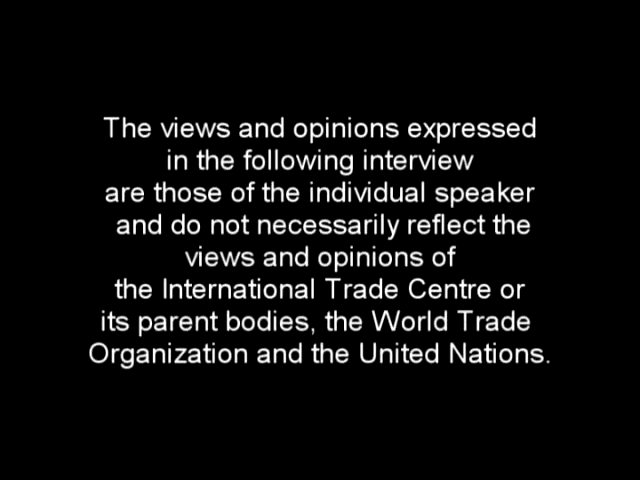 The views and opinions expressed
in the following interview
are those of the individual speaker
and do not necessarily reflect the
views and opinions of
the International Trade Centre or
its parent bodies, the World Trade
Organization and the United Nations.